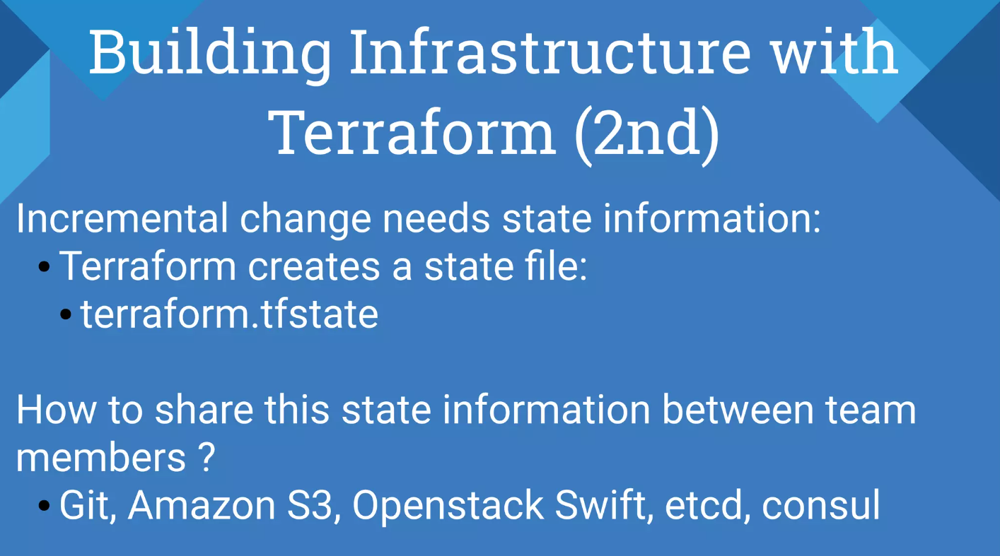 Building Infrastructure with
Terraform (2nd)
Incremental change needs state information:
• Terraform creates a state file:
• terraform.tfstate
How to share this state information between team
members ?
• Git, Amazon S3, Openstack Swift, etcd, consul